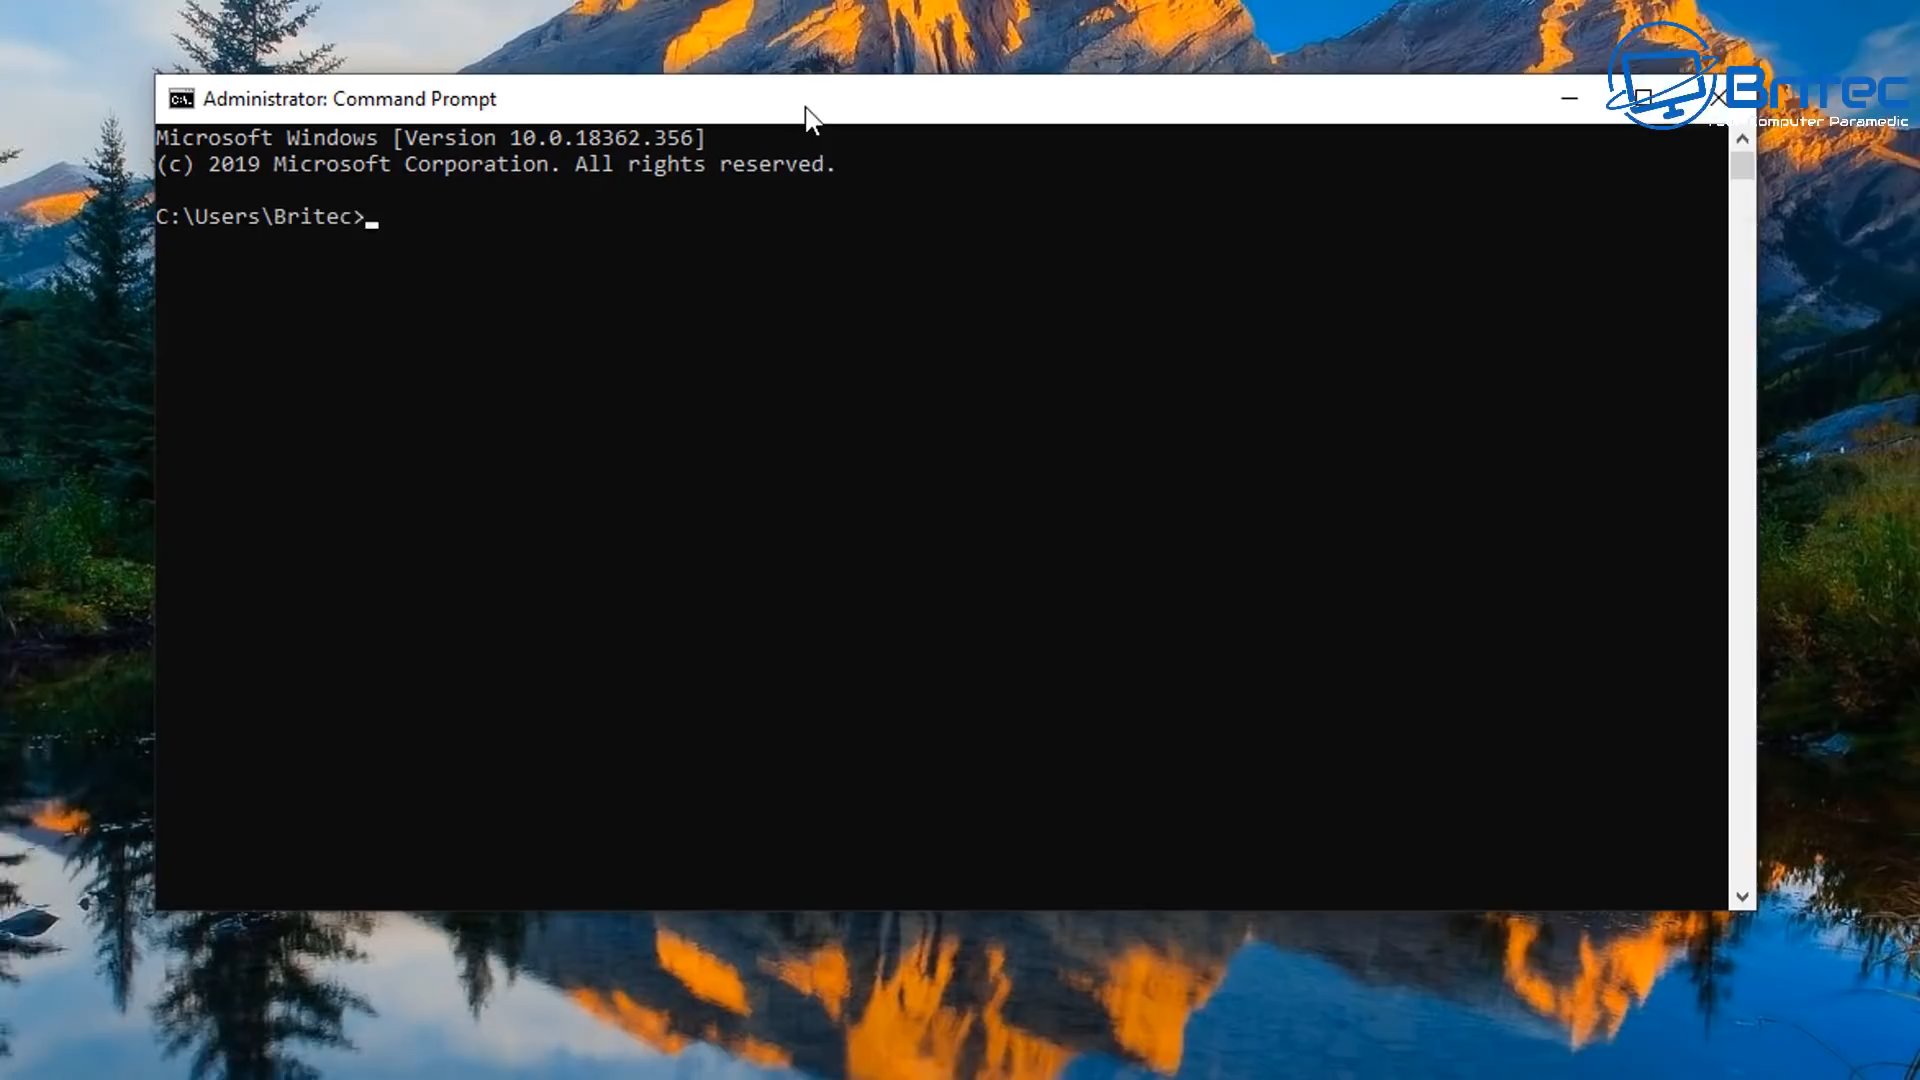 Britec
Administrator: Command Prompt
Computer Paramedic
Microsoft Windows [Version 10.0.18362.356]
(c) 2019 Microsoft Corporation. All rights reserved.
C:\Users\Britec>